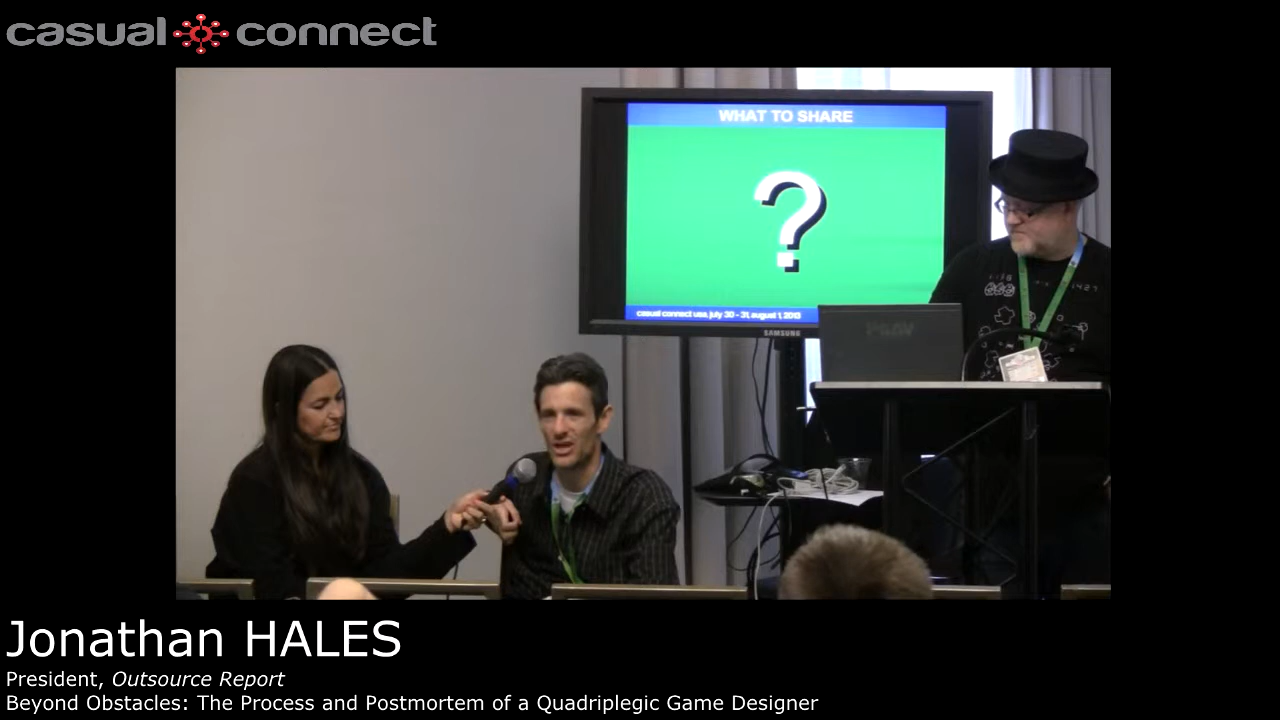 casual connect
WHAT TO SHARE
?
casual connect usa, july 30 - 31, august 1, 2013
SAMSUNG
Jonathan HALES
President, Outsource Report
Beyond Obstacles: The Process and Postmortem of a Quadriplegic Game Designer